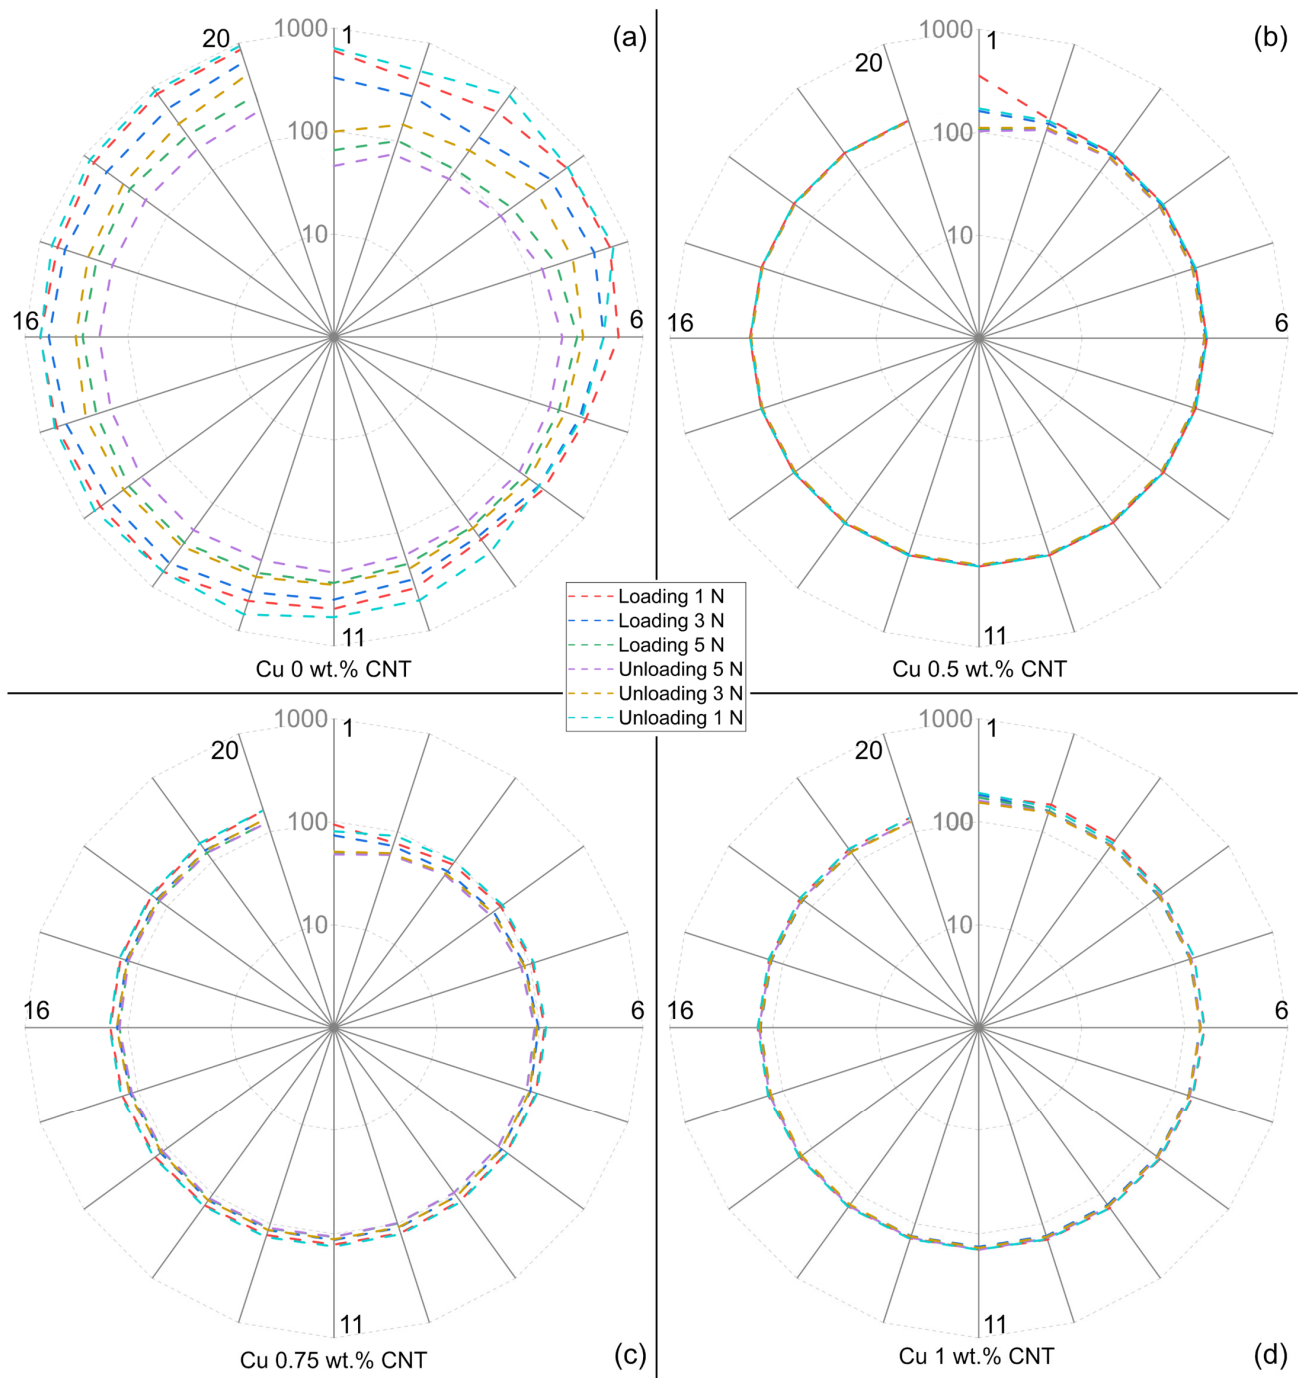 1000
1
20
(a)
100
10
16
6
11
Cu 0 wt.% CNT
1000
1
20
(b)
100
10
16
6
11
Cu 0.5 wt.% CNT
Loading 1 N
Loading 3 N
Loading 5 N
Unloading 5 N
Unloading 3 N
Unloading 1 N
1000
1
20
100
10
16
6
11
Cu 0.75 wt.% CNT
(c)
1000
1
20
100
10
16
6
11
Cu 1 wt.% CNT
(d)